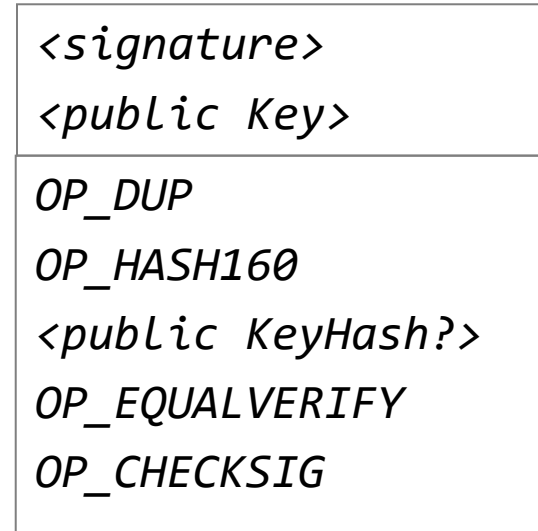 <signature>
<public Key>
OP_DUP
OP_HASH160
<public KeyHash?>
OP_EQUALVERIFY
OP_CHECKSIG